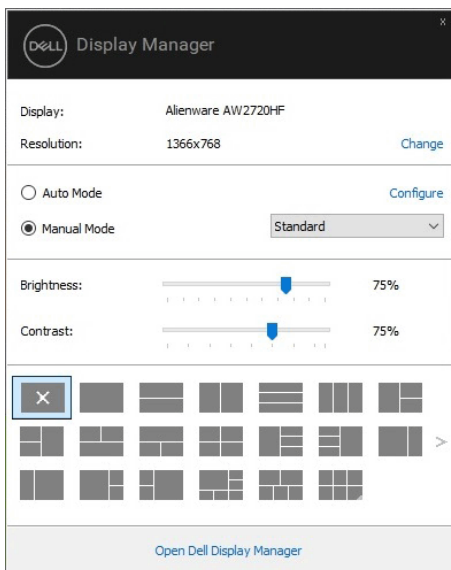 x
DELL Display Manager
Display: Alienware AW2720HF
Resolution: 1366x768 Change
Auto Mode Configure
Manual Mode Standard
Brightness: 75%
Contrast: 75%
Open Dell Display Manager